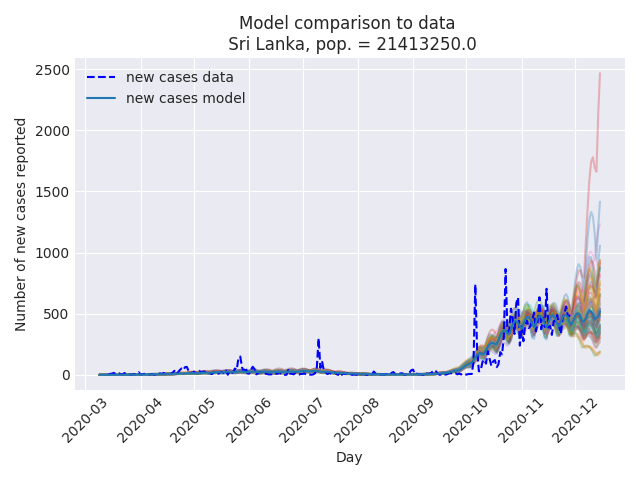 Model comparison to data
Sri Lanka, pop. = 21413250.0
new cases data
new cases model
Number of new cases reported
2500
2000
1500
1000
500
0
2020-03
2020-04
2020-05
2020-06
2020-07
2020-08
2020-09
2020-10
2020-11
2020-12
Day